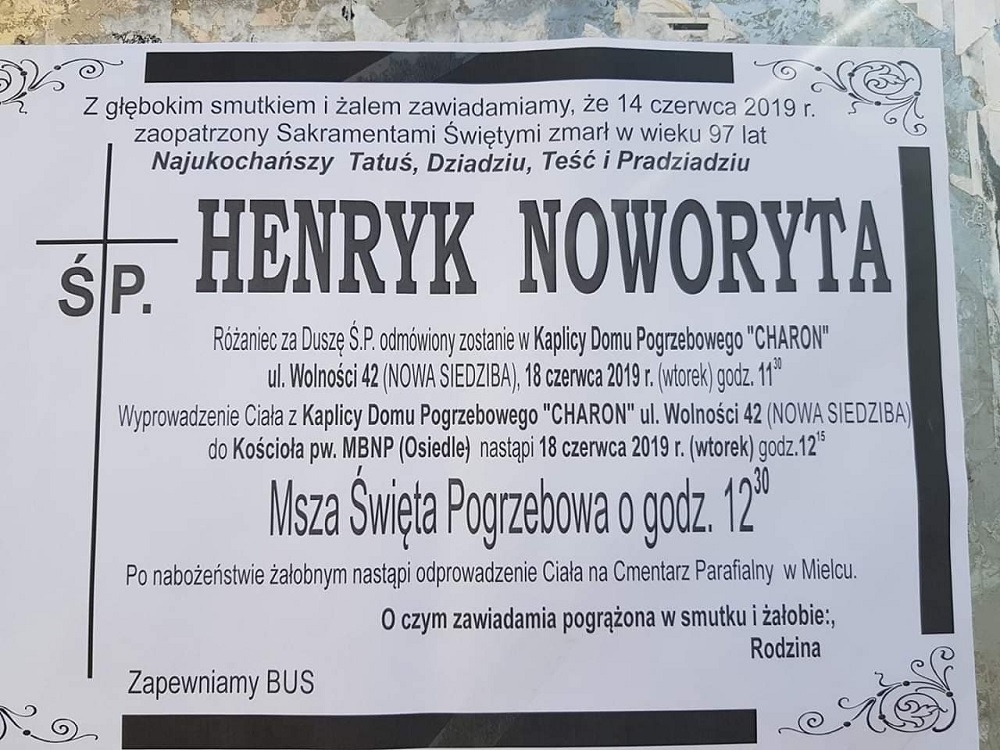 Z głębokim smutkiem i żalem zawiadamiamy, że 14 czerwca 2019 r.
zaopatrzony Sakramentami Świętymi zmarł w wieku 97 lat
Najukochańszy Tatuś, Dziadziu, Teść i Pradziadziu
Ś P.
HENRYK NOWORYTA
Różaniec za Duszę Ś.P. odmówiony zostanie w Kaplicy Domu Pogrzebowego "CHARON"
ul. Wolności 42 (NOWA SIEDZIBA), 18 czerwca 2019 r. (wtorek) godz. 11³⁰
Wyprowadzenie Ciała z Kaplicy Domu Pogrzebowego "CHARON" ul. Wolności 42 (NOWA SIEDZIBA)
do Kościoła pw. MBNP (Osiedle) nastąpi 18 czerwca 2019 r. (wtorek) godz.12¹⁵
Msza Święta Pogrzebowa o godz. 12³⁰
Po nabożeństwie żałobnym nastąpi odprowadzenie Ciała na Cmentarz Parafialny w Mielcu.
O czym zawiadamia pogrążona w smutku i żałobie:,
Rodzina
Zapewniamy BUS